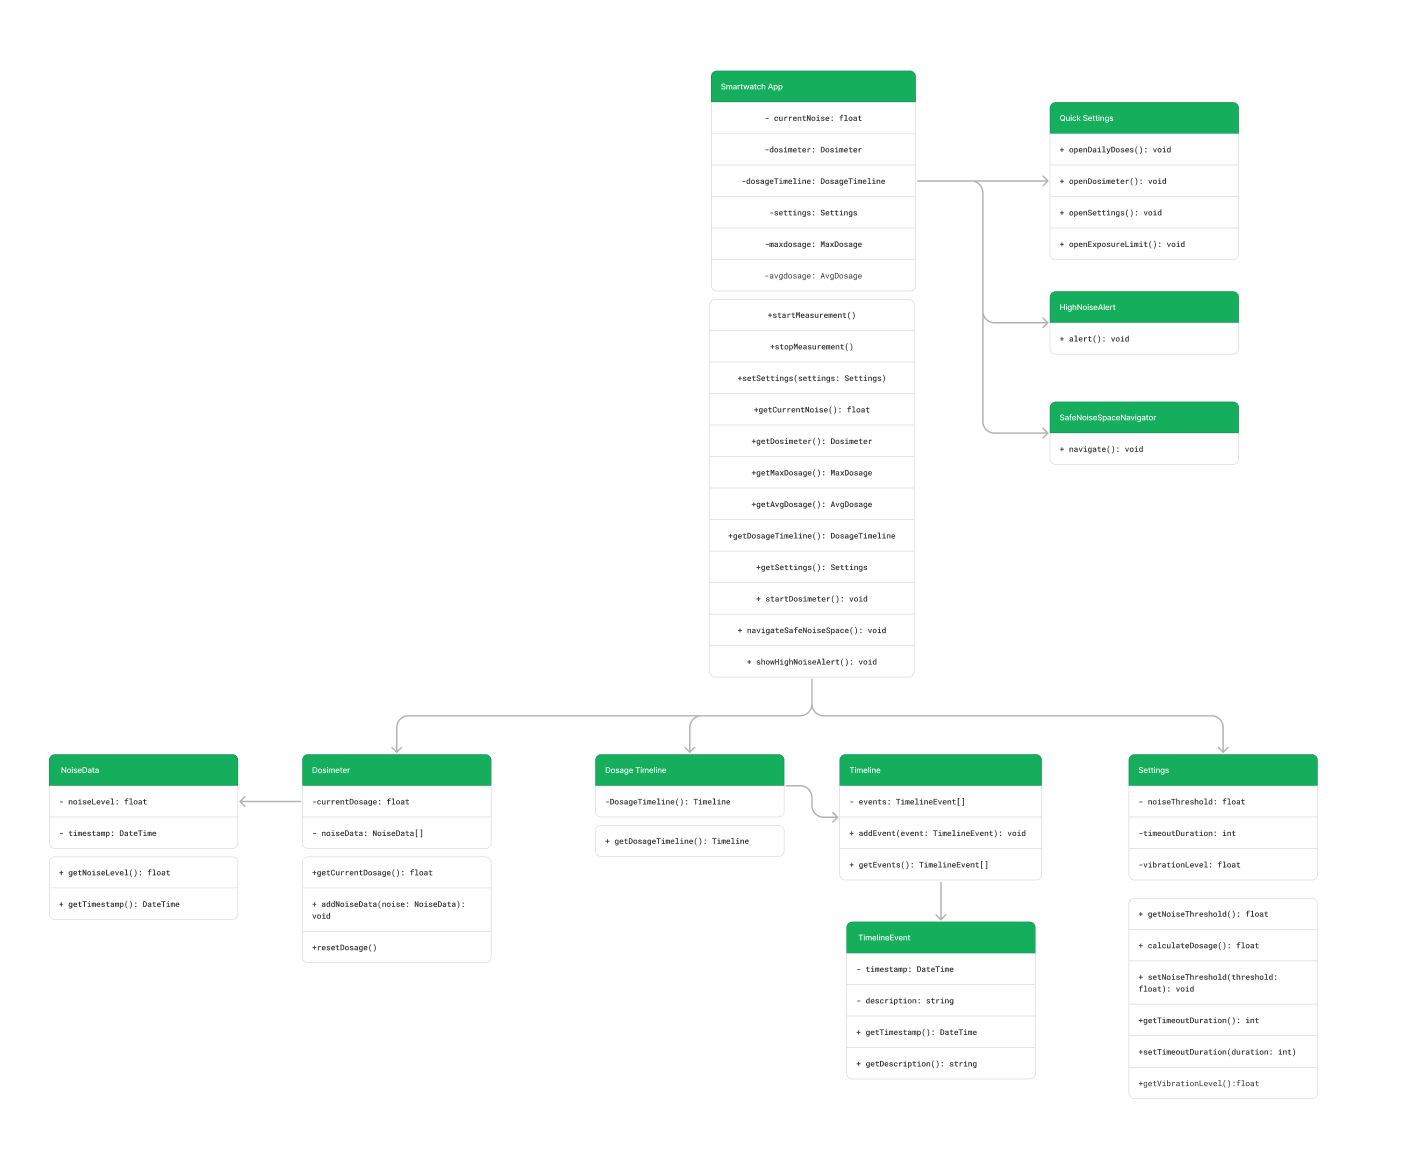 Smartwatch App
- currentNoise: float
-dosimeter: Dosimeter
-dosageTimeline: DosageTimeline
-settings: Settings
-maxdosage: MaxDosage
-avgdosage: AvgDosage
+startMeasurement()
+stopMeasurement()
+setSettings(settings: Settings)
+getCurrentNoise(): float
+getDosimeter(): Dosimeter
+getMaxDosage(): MaxDosage
+getAvgDosage(): AvgDosage
+getDosageTimeline(): DosageTimeline
+getSettings(): Settings
+ startDosimeter(): void
+ navigateSafeNoiseSpace(): void
+ showHighNoiseAlert(): void
Quick Settings
+ openDailyDoses(): void
+ openDosimeter(): void
+ openSettings(): void
+ openExposureLimit(): void
HighNoiseAlert
+ alert(): void
SafeNoiseSpaceNavigator
+ navigate(): void
NoiseData
- noiseLevel: float
- timestamp: DateTime
+ getNoiseLevel(): float
+ getTimestamp(): DateTime
Dosimeter
-currentDosage: float
- noiseData: NoiseData[]
+getCurrentDosage(): float
+ addNoiseData(noise: NoiseData):
void
+resetDosage()
Dosage Timeline
-DosageTimeline(): Timeline
+ getDosageTimeline(): Timeline
Timeline
- events: TimelineEvent[]
+ addEvent(event: TimelineEvent): void
+ getEvents(): TimelineEvent[]
TimelineEvent
- timestamp: DateTime
- description: string
+ getTimestamp(): DateTime
+ getDescription(): string
Settings
- noiseThreshold: float
-timeoutDuration: int
-vibrationLevel: float
+ getNoiseThreshold(): float
+ calculateDosage(): float
+ setNoiseThreshold(threshold:
float): void
+getTimeoutDuration(): int
+setTimeoutDuration(duration: int)
+getVibrationLevel():float